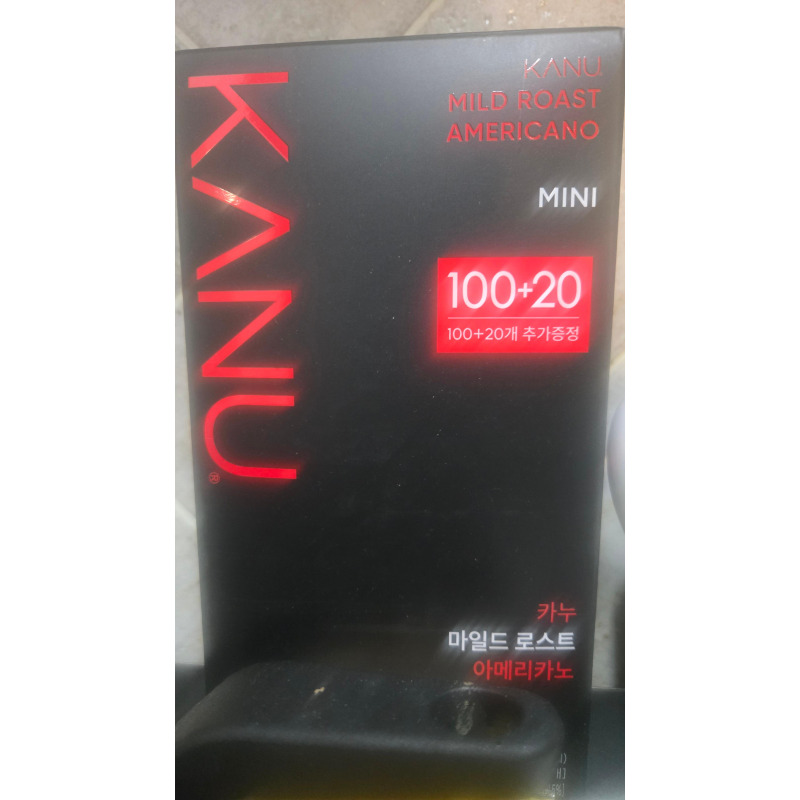 KANU®
KANU
MILD ROAST
AMERICANO
MINI
100+20
100+20개 추가증정
카누
마일드 로스트
아메리카노